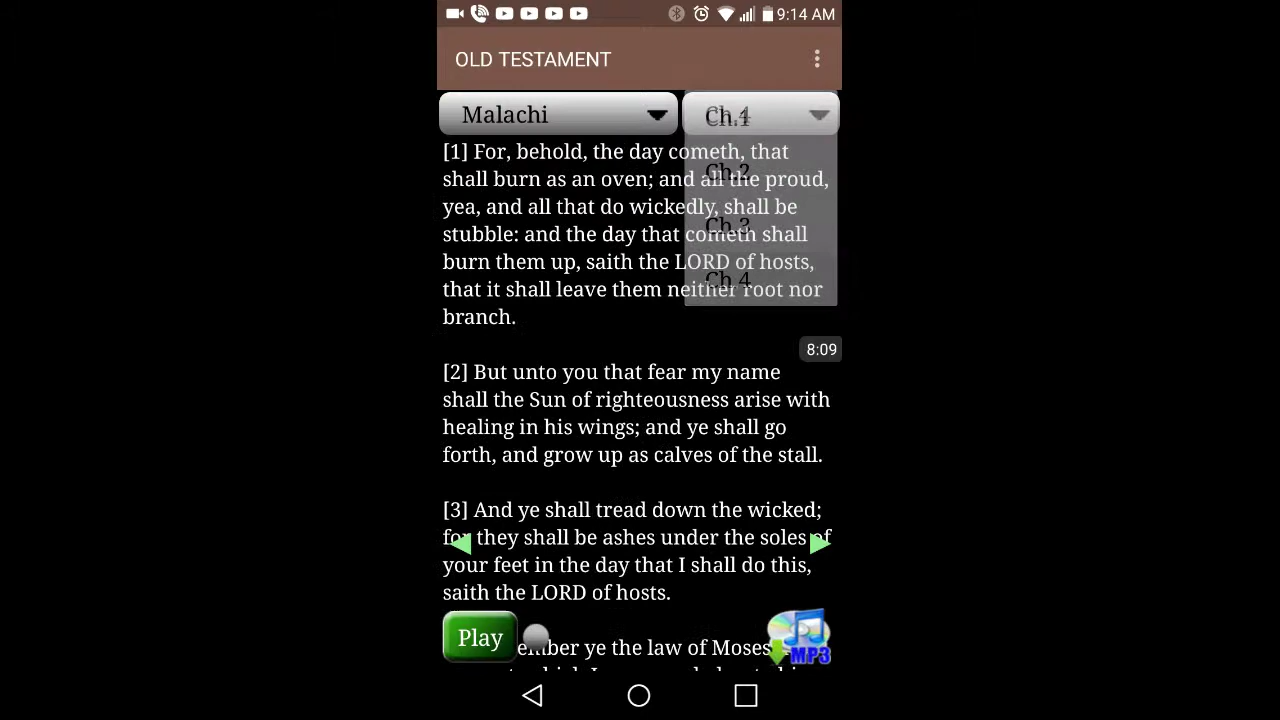 9:14 AM
OLD TESTAMENT
Malachi
Ch.1
Ch.2
Ch.3
Ch.4
[1] For, behold, the day cometh, that
shall burn as an oven; and all the proud,
yea, and all that do wickedly, shall be
stubble: and the day that cometh shall
burn them up, saith the LORD of hosts,
that it shall leave them neither root nor
branch.
8:09
[2] But unto you that fear my name
shall the Sun of righteousness arise with
healing in his wings; and ye shall go
forth, and grow up as calves of the stall.
[3] And ye shall tread down the wicked;
for they shall be ashes under the soles of
your feet in the day that I shall do this,
saith the LORD of hosts.
Play
ye the law of Moses
MP3